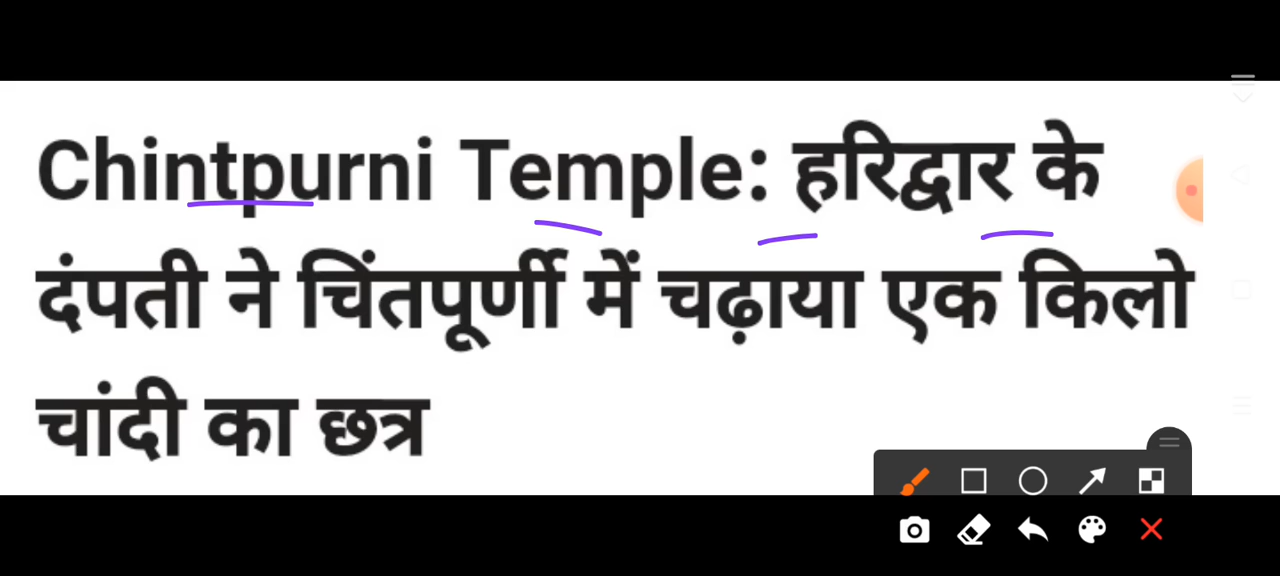 Chintpurni Temple: हरिद्वार के
दंपती ने चिंतपूर्णी में चढ़ाया एक किलो
चांदी का छत्र